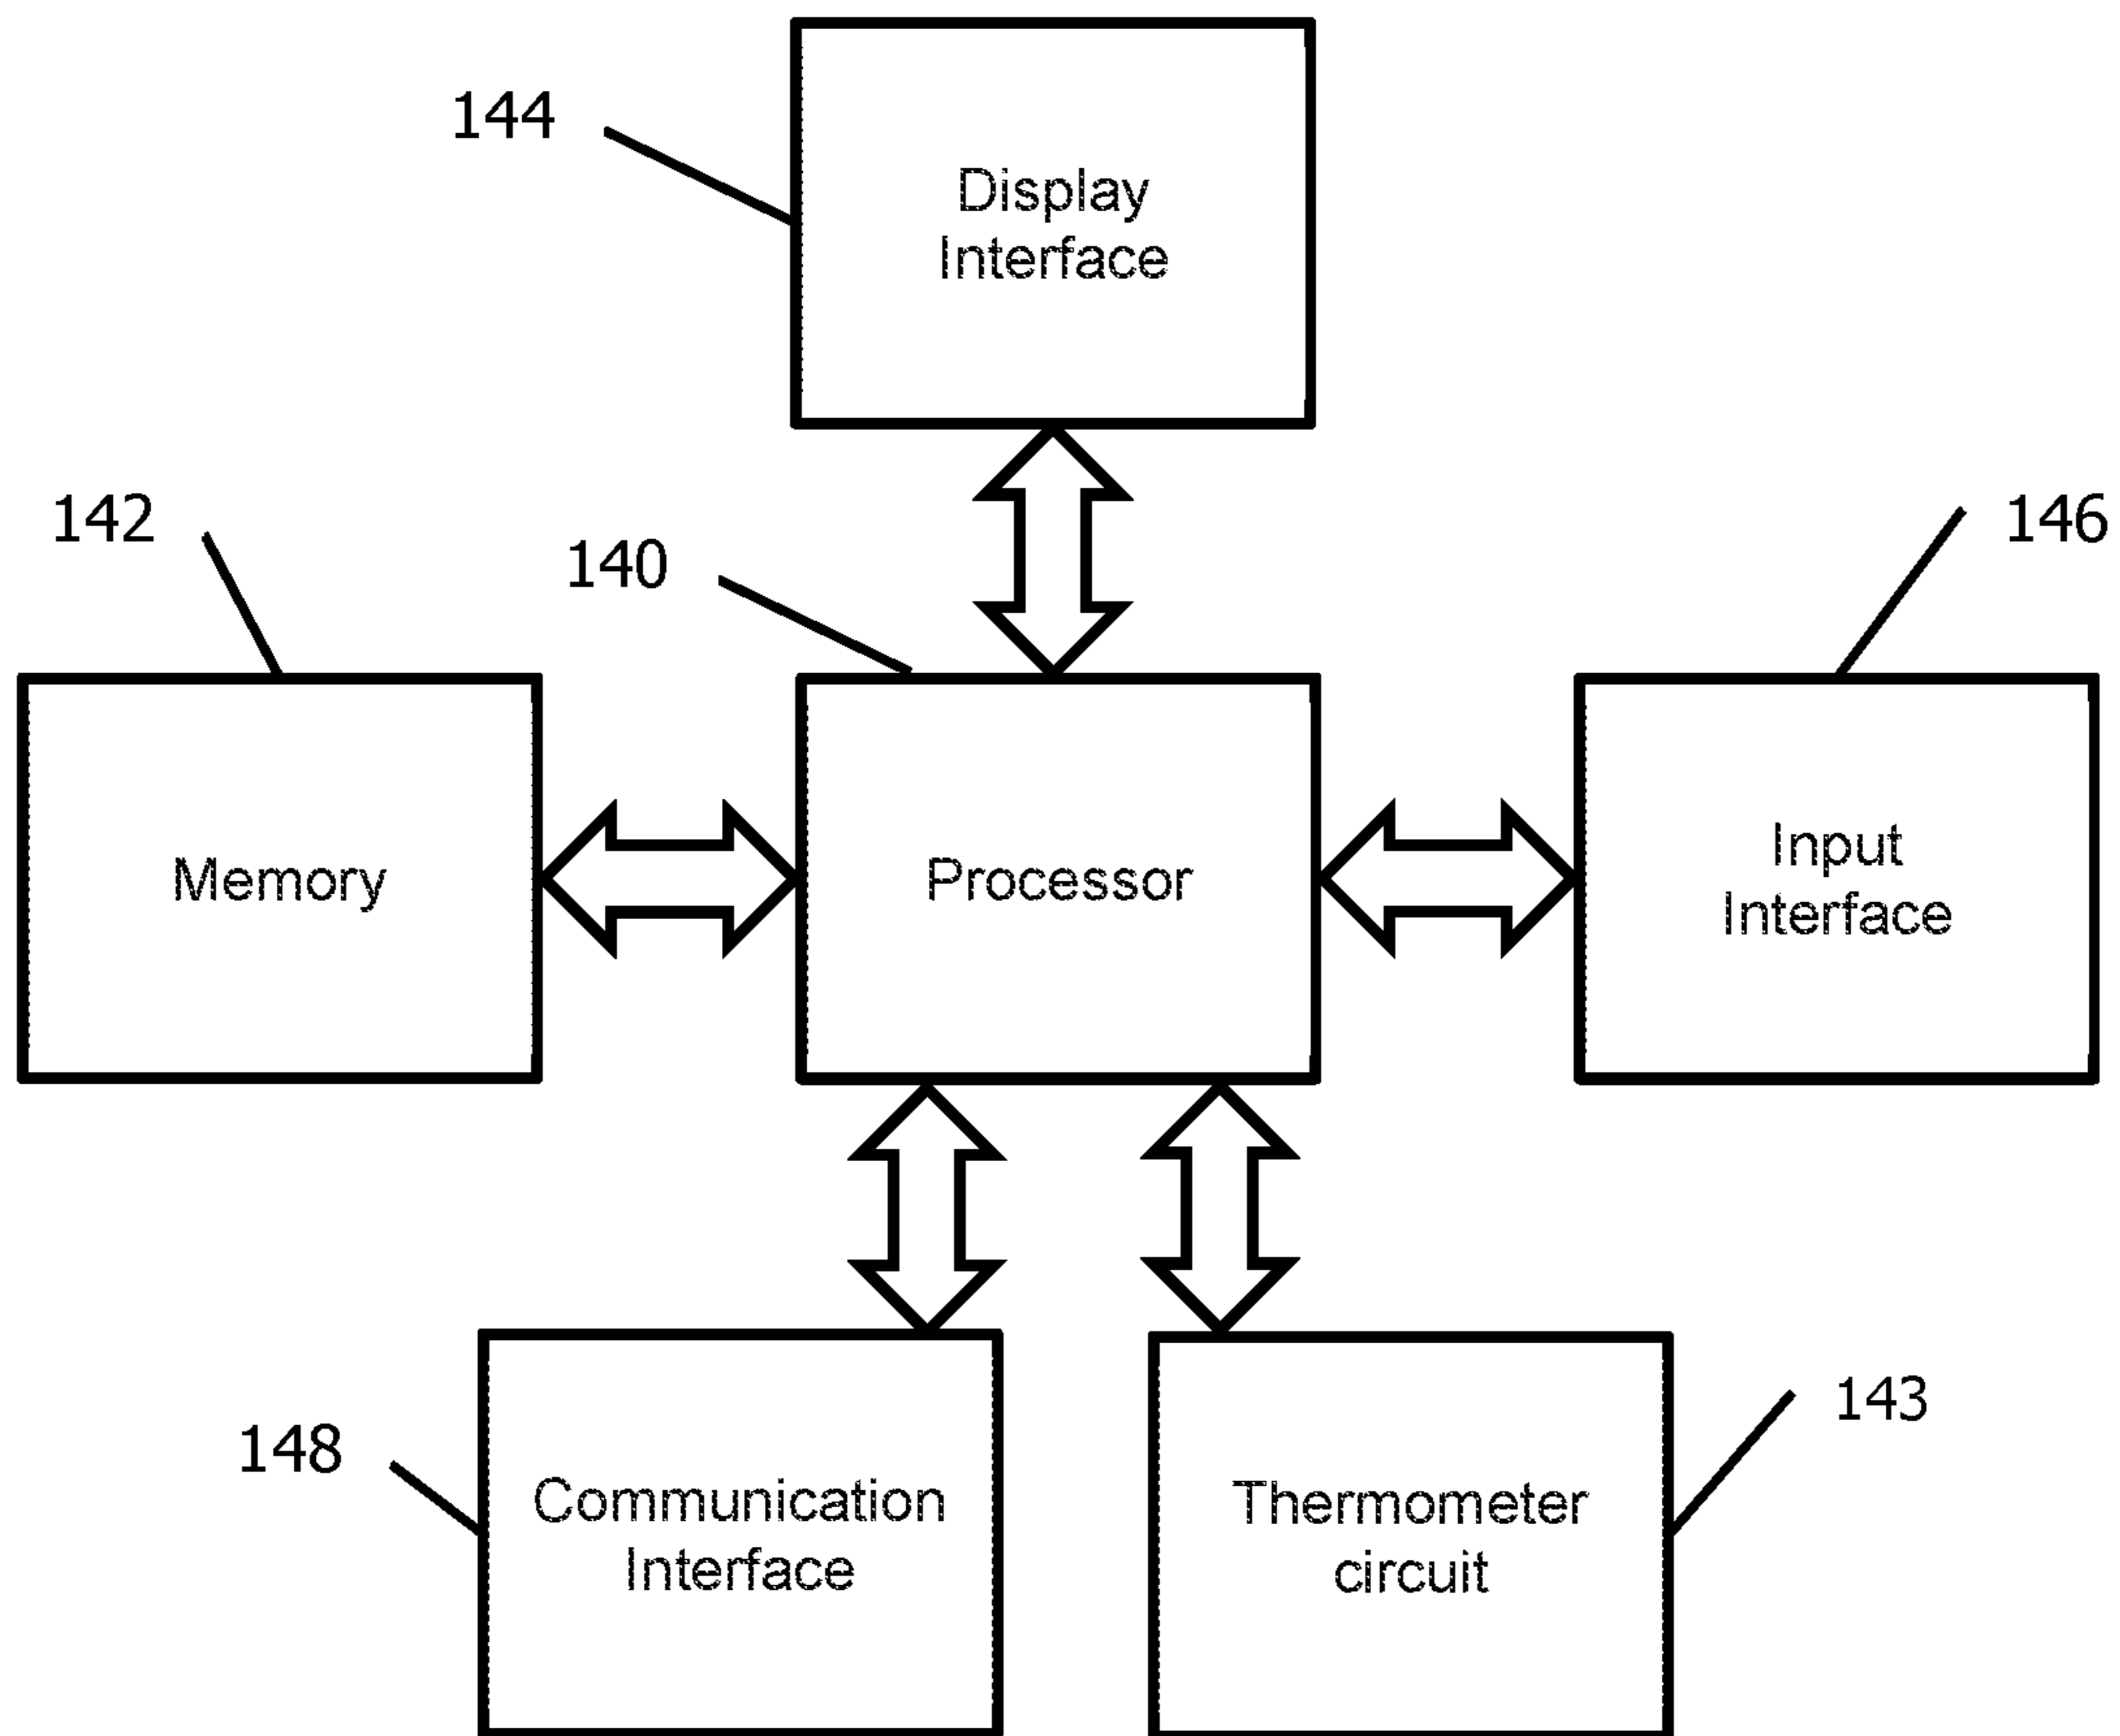 144
Display
Interface
142
140
146
Memory
Processor
Input
Interface
148
Communication
Interface
Thermometer
circuit
143